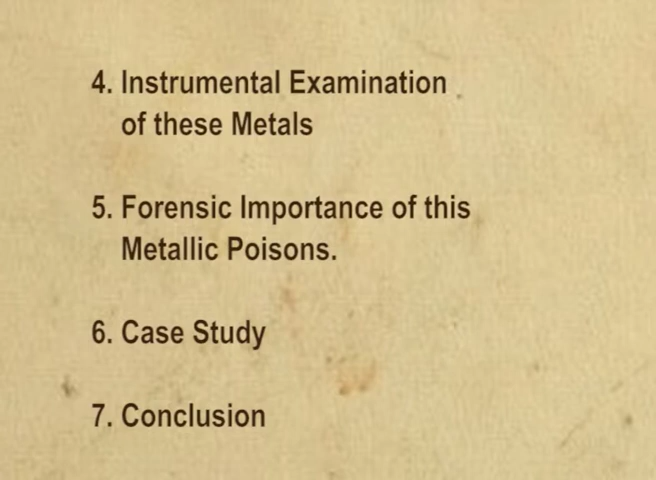 4. Instrumental Examination
of these Metals
5. Forensic Importance of this
Metallic Poisons.
6. Case Study
7. Conclusion